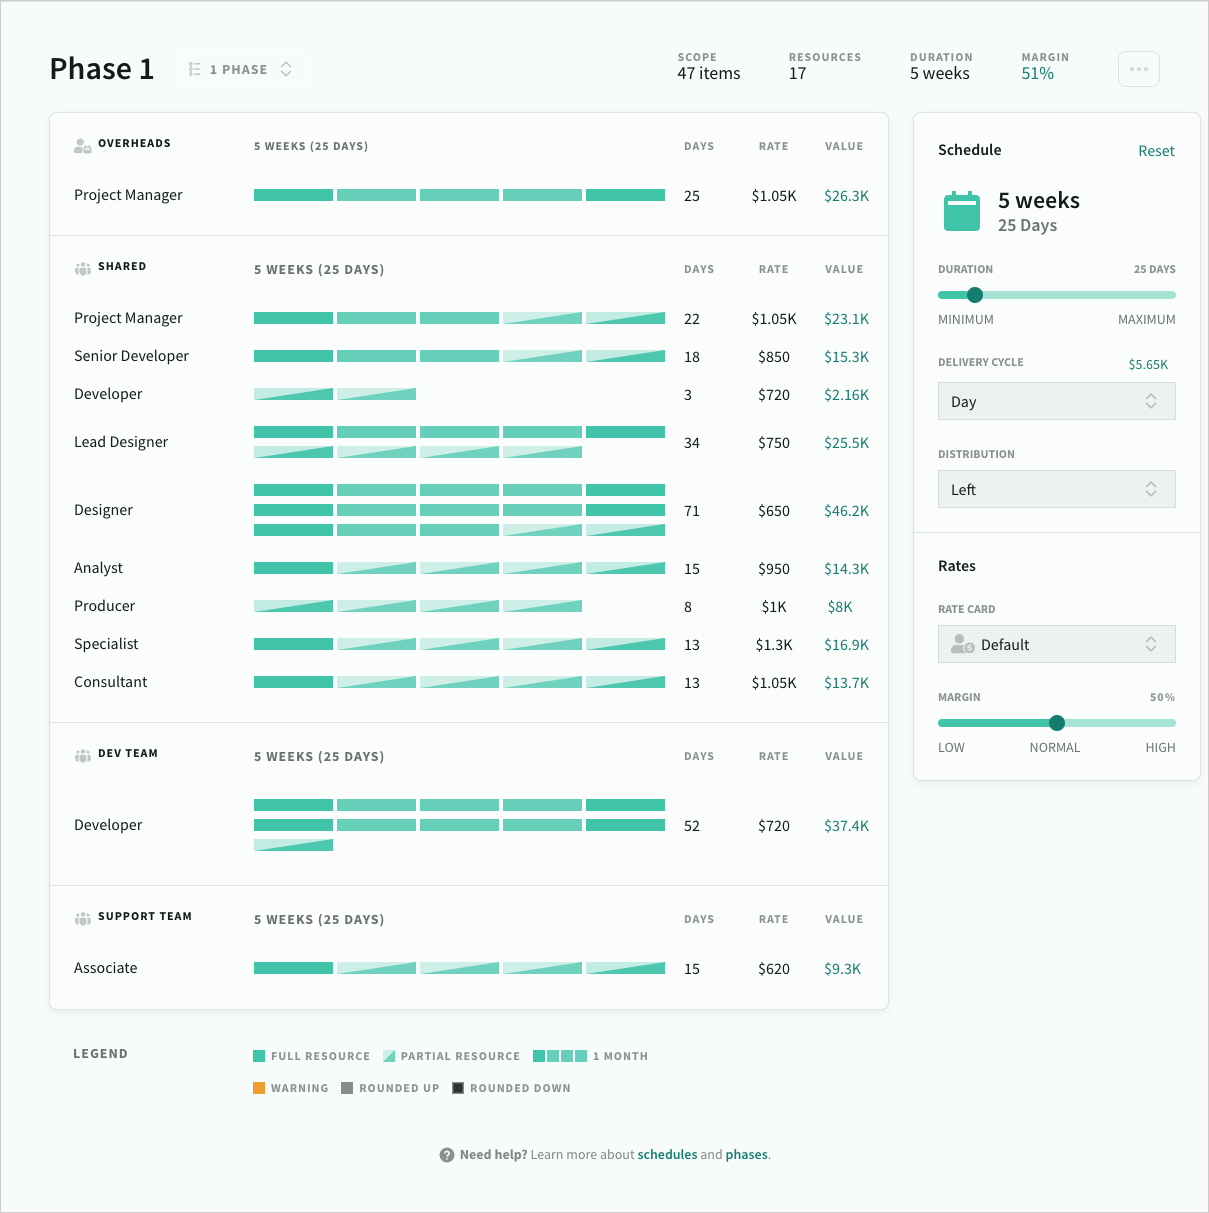 Phase 1
1 PHASE
SCOPE RESOURCES DURATION MARGIN
47 items 17 5 weeks 51%
OVERHEADS 5 WEEKS (25 DAYS) DAYS RATE VALUE
Project Manager 25 $1.05K $26.3K
SHARED 5 WEEKS (25 DAYS) DAYS RATE VALUE
Project Manager 22 $1.05K $23.1K
Senior Developer 18 $850 $15.3K
Developer 3 $720 $2.16K
Lead Designer 34 $750 $25.5K
Designer 71 $650 $46.2K
Analyst 15 $950 $14.3K
Producer 8 $1K $8K
Specialist 13 $1.3K $16.9K
Consultant 13 $1.05K $13.7K
DEV TEAM 5 WEEKS (25 DAYS) DAYS RATE VALUE
Developer 52 $720 $37.4K
SUPPORT TEAM 5 WEEKS (25 DAYS) DAYS RATE VALUE
Associate 15 $620 $9.3K
Schedule Reset
5 weeks
25 Days
DURATION 25 DAYS
MINIMUM MAXIMUM
DELIVERY CYCLE $5.65K
Day
DISTRIBUTION
Left
Rates
RATE CARD
Default
MARGIN 50%
LOW NORMAL HIGH
LEGEND FULL RESOURCE PARTIAL RESOURCE 1 MONTH
WARNING ROUNDED UP ROUNDED DOWN
? Need help? Learn more about schedules and phases.